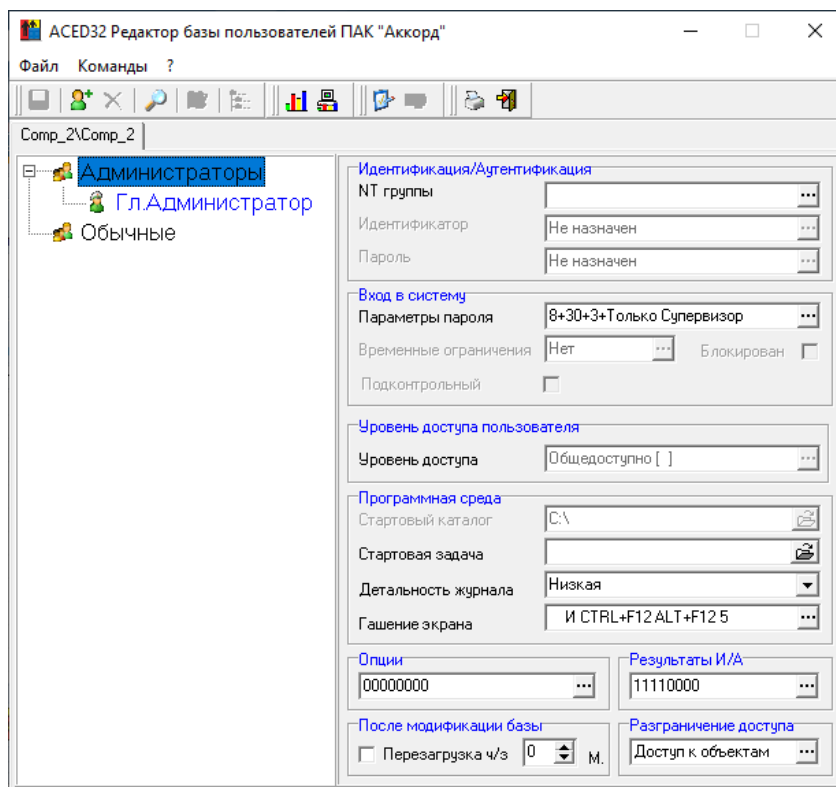 ACED32 Редактор базы пользователей ПАК "Аккорд"
Файл Команды ?
Comp_2\Comp_2
Администраторы
Гл.Администратор
Обычные
Идентификация/Аутентификация
NT группы
Идентификатор Не назначен
Пароль Не назначен
Вход в систему
Параметры пароля 8+30+3+Только Супервизор
Временные ограничения Нет Блокирован
Подконтрольный
Уровень доступа пользователя
Уровень доступа Общедоступно [ ]
Программная среда
Стартовый каталог C:\
Стартовая задача
Детальность журнала Низкая
Гашение экрана И CTRL+F12 ALT+F12 5
Опции
00000000
Результаты И/А
11110000
После модификации базы
Перезагрузка ч/з 0 М.
Разграничение доступа
Доступ к объектам